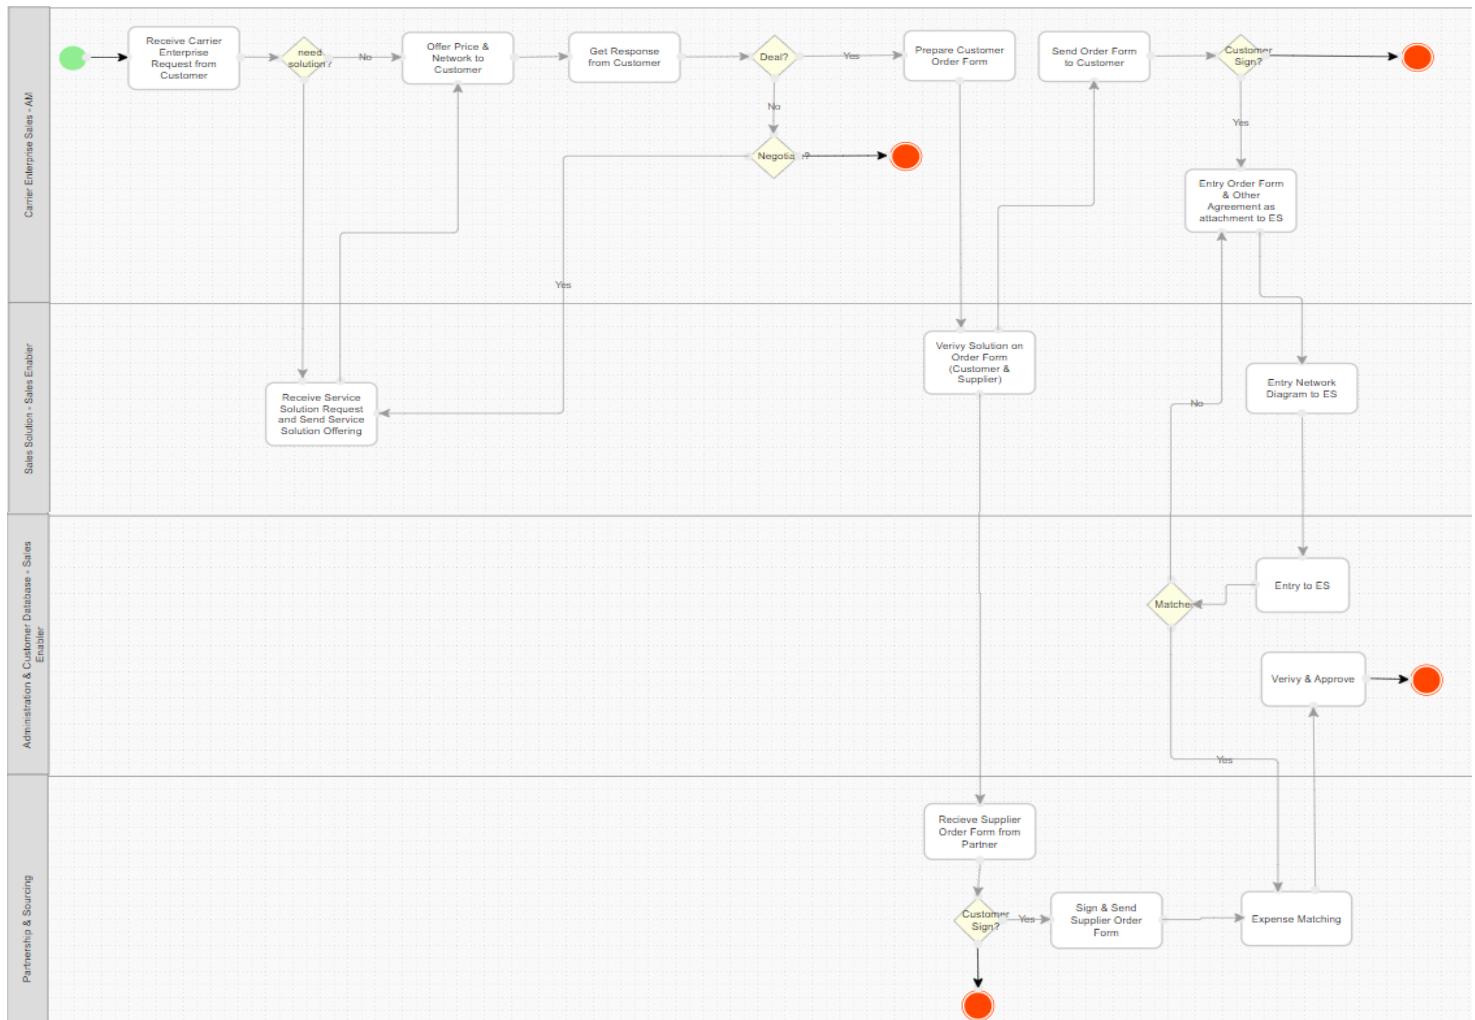 Carrier Enterprise Sales - AM
Receive Carrier
Enterprise
Request from
Customer
need
solution?
No
Offer Price &
Network to
Customer
Get Response
from Customer
Deal?
Yes
Prepare Customer
Order Form
Send Order Form
to Customer
Customer
Sign?
No
Yes
Entry Order Form
& Other
Agreement as
attachment to ES
Yes
Sales Solution - Sales Enabler
Receive Service
Solution Request
and Send Service
Solution Offering
Verivy Solution on
Order Form
(Customer &
Supplier)
Entry Network
Diagram to ES
No
Administration & Customer Database - Sales
Enabler
Entry to ES
Matche
Verivy & Approve
Yes
Partnership & Sourcing
Recieve Supplier
Order Form from
Partner
Customer
Sign?
Yes
Sign & Send
Supplier Order
Form
Expense Matching